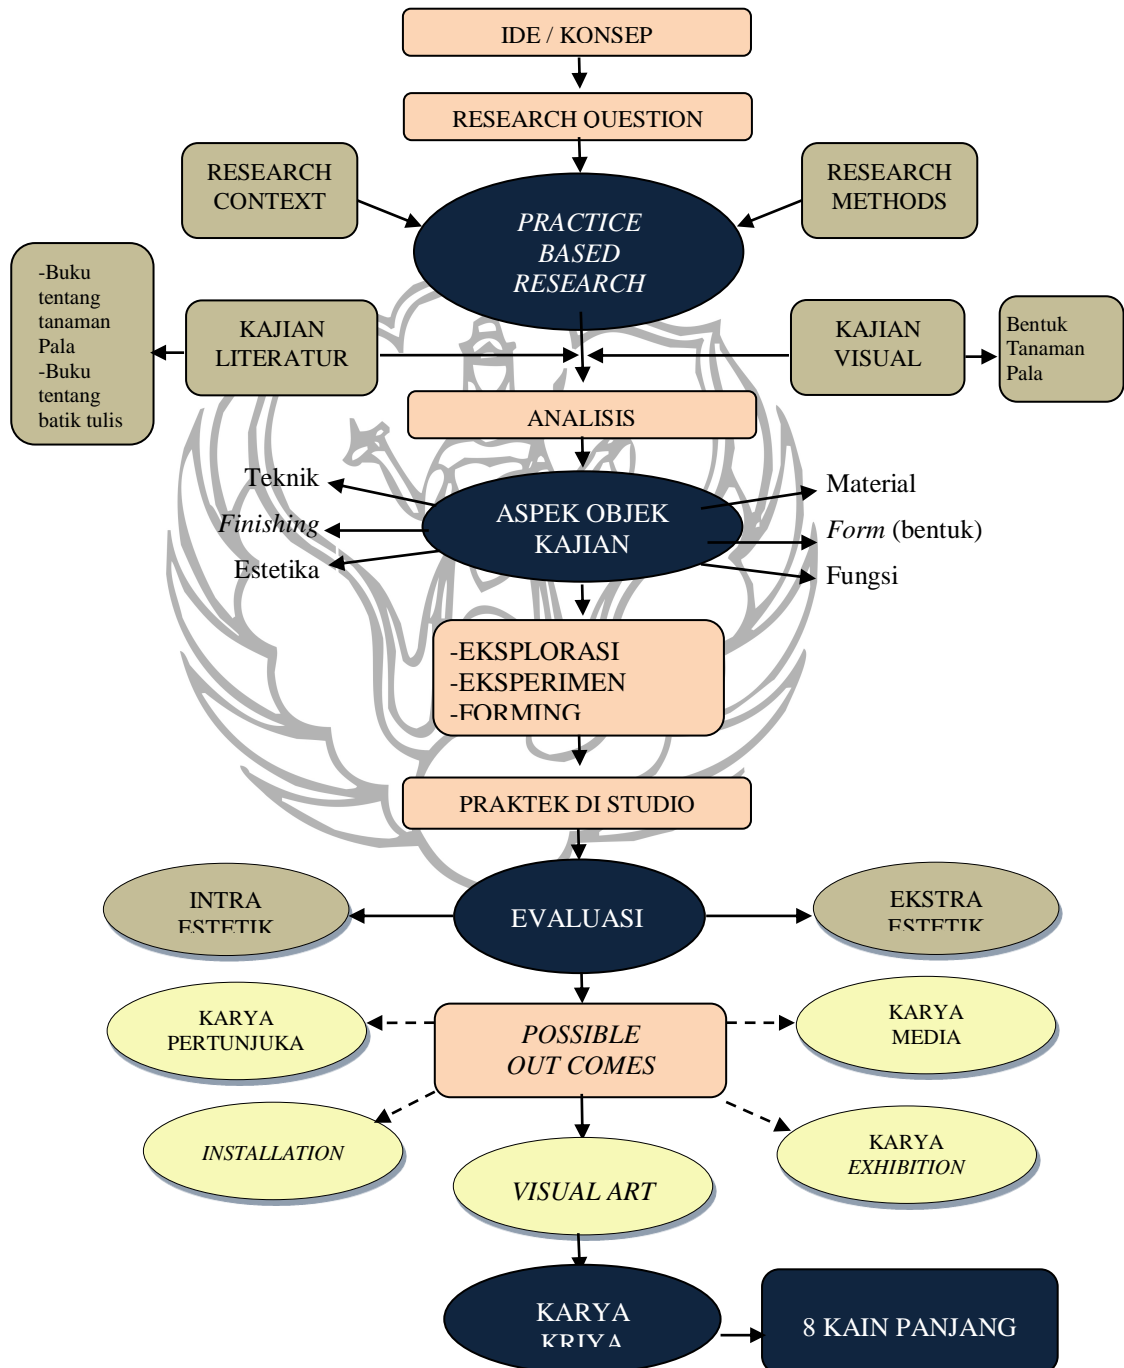 IDE / KONSEP
RESEARCH QUESTION
RESEARCH
CONTEXT
RESEARCH
METHODS
PRACTICE
BASED
RESEARCH
-Buku
tentang
tanaman
Pala
-Buku
tentang
batik tulis
KAJIAN
LITERATUR
KAJIAN
VISUAL
Bentuk
Tanaman
Pala
ANALISIS
Teknik
Finishing
Estetika
ASPEK OBJEK
KAJIAN
Material
Form (bentuk)
Fungsi
-EKSPLORASI
-EKSPERIMEN
-FORMING
PRAKTEK DI STUDIO
INTRA
ESTETIK
EVALUASI
EKSTRA
ESTETIK
KARYA
PERTUNJUKA
POSSIBLE
OUT COMES
KARYA
MEDIA
INSTALLATION
VISUAL ART
KARYA
EXHIBITION
KARYA
KRIYA
8 KAIN PANJANG